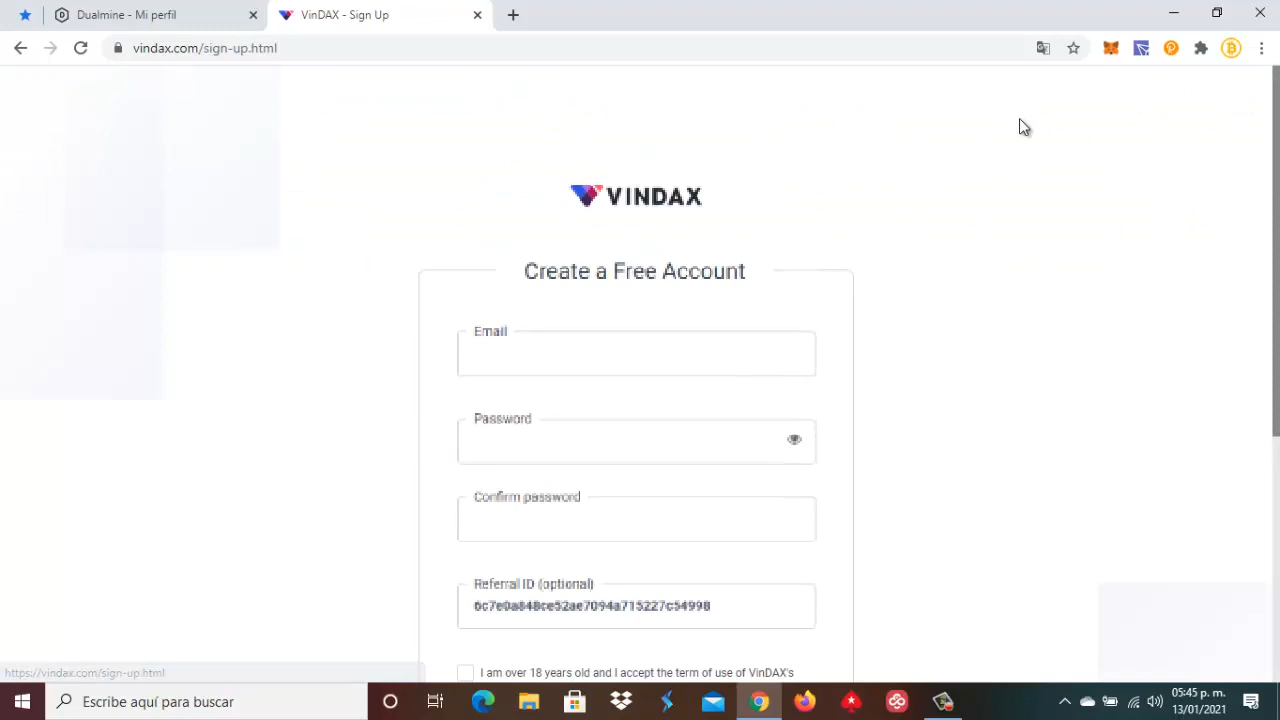 Dualmine - Mi perfil
VinDAX - Sign Up
vindax.com/sign-up.html
VINDAX
Create a Free Account
Email
Password
Confirm password
Referral ID (optional)
6c7e0a848ce52ae7094a715227c54998
I am over 18 years old and I accept the term of use of VinDAX's
https://vindax.com/sign-up.html
Escribe aquí para buscar
05:45 p. m.
13/01/2021